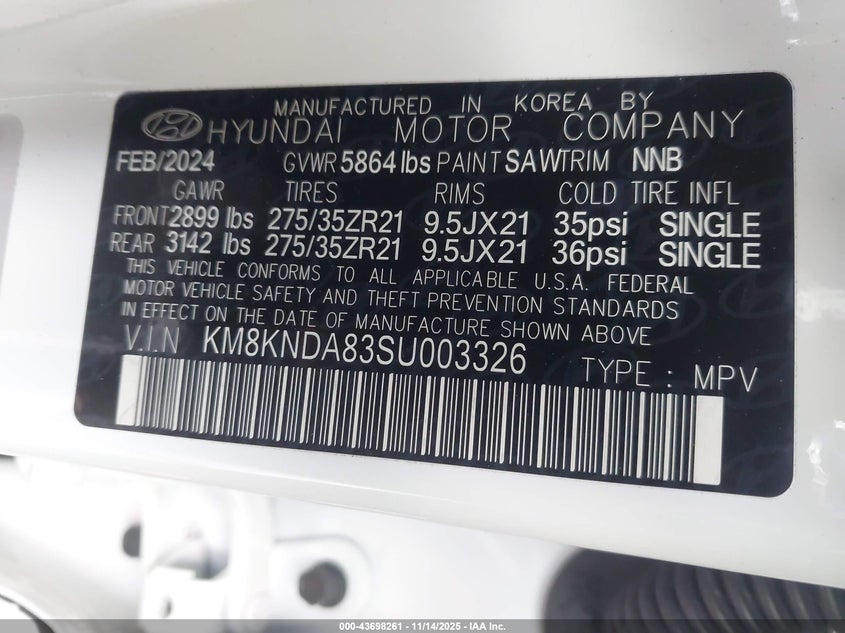 MANUFACTURED IN KOREA BY
HYUNDAI MOTOR COMPANY
FEB/2024 GVWR 5864 lbs PAINT SAW TRIM NNB
GAWR TIRES RIMS COLD TIRE INFL
FRONT 2899 lbs 275/35ZR21 9.5JX21 35psi SINGLE
REAR 3142 lbs 275/35ZR21 9.5JX21 36psi SINGLE
THIS VEHICLE CONFORMS TO ALL APPLICABLE U.S.A. FEDERAL
MOTOR VEHICLE SAFETY AND THEFT PREVENTION STANDARDS
IN EFFECT ON THE DATE OF MANUFACTURE SHOWN ABOVE
V.I.N KM8KNDA83SU003326 TYPE : MPV
000-43698261 - 11/14/2025 - IAA Inc.